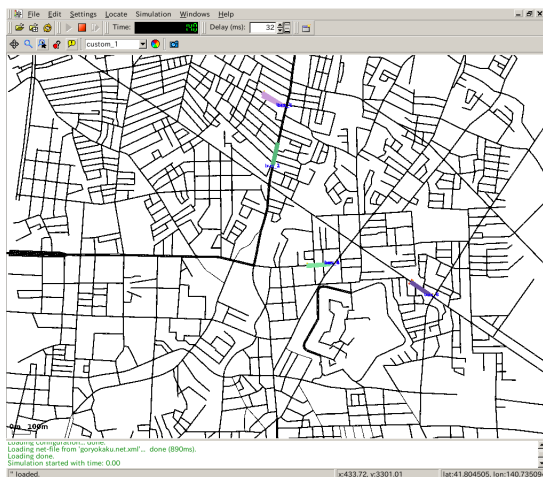 File Edit Settings Locate Simulation Windows Help
Time: Delay (ms): 32
custom_1
0m 100m
Loading configuration... done.
Loading net-file from 'goryokaku.net.xml'... done (890ms).
Loading done.
Simulation started with time: 0.00
'' loaded.
x:433.72, y:3301.01
lat:41.804505, lon:140.735094